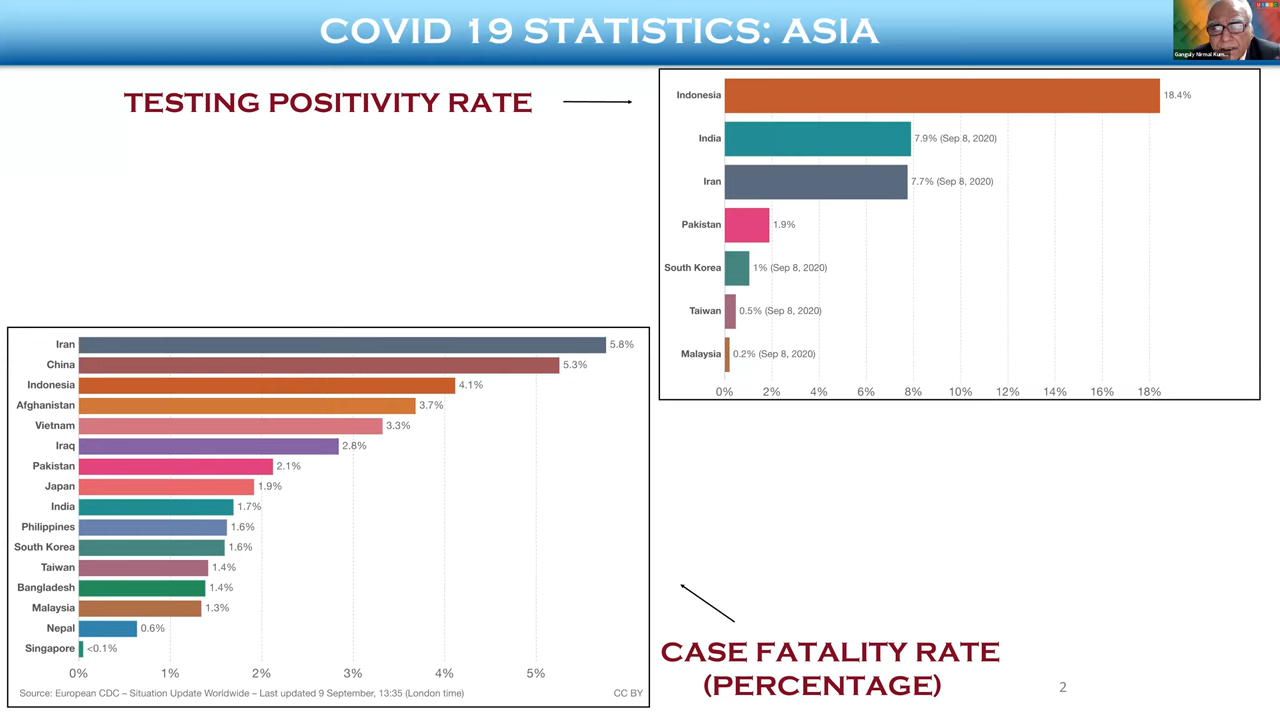 COVID 19 STATISTICS: ASIA
Ganguly Nirmal Kum...
TESTING POSITIVITY RATE
Indonesia 18.4%
India 7.9% (Sep 8, 2020)
Iran 7.7% (Sep 8, 2020)
Pakistan 1.9%
South Korea 1% (Sep 8, 2020)
Taiwan 0.5% (Sep 8, 2020)
Malaysia 0.2% (Sep 8, 2020)
0% 2% 4% 6% 8% 10% 12% 14% 16% 18%
Iran 5.8%
China 5.3%
Indonesia 4.1%
Afghanistan 3.7%
Vietnam 3.3%
Iraq 2.8%
Pakistan 2.1%
Japan 1.9%
India 1.7%
Philippines 1.6%
South Korea 1.6%
Taiwan 1.4%
Bangladesh 1.4%
Malaysia 1.3%
Nepal 0.6%
Singapore <0.1%
0% 1% 2% 3% 4% 5%
Source: European CDC – Situation Update Worldwide – Last updated 9 September, 13:35 (London time) CC BY
CASE FATALITY RATE
(PERCENTAGE)
2